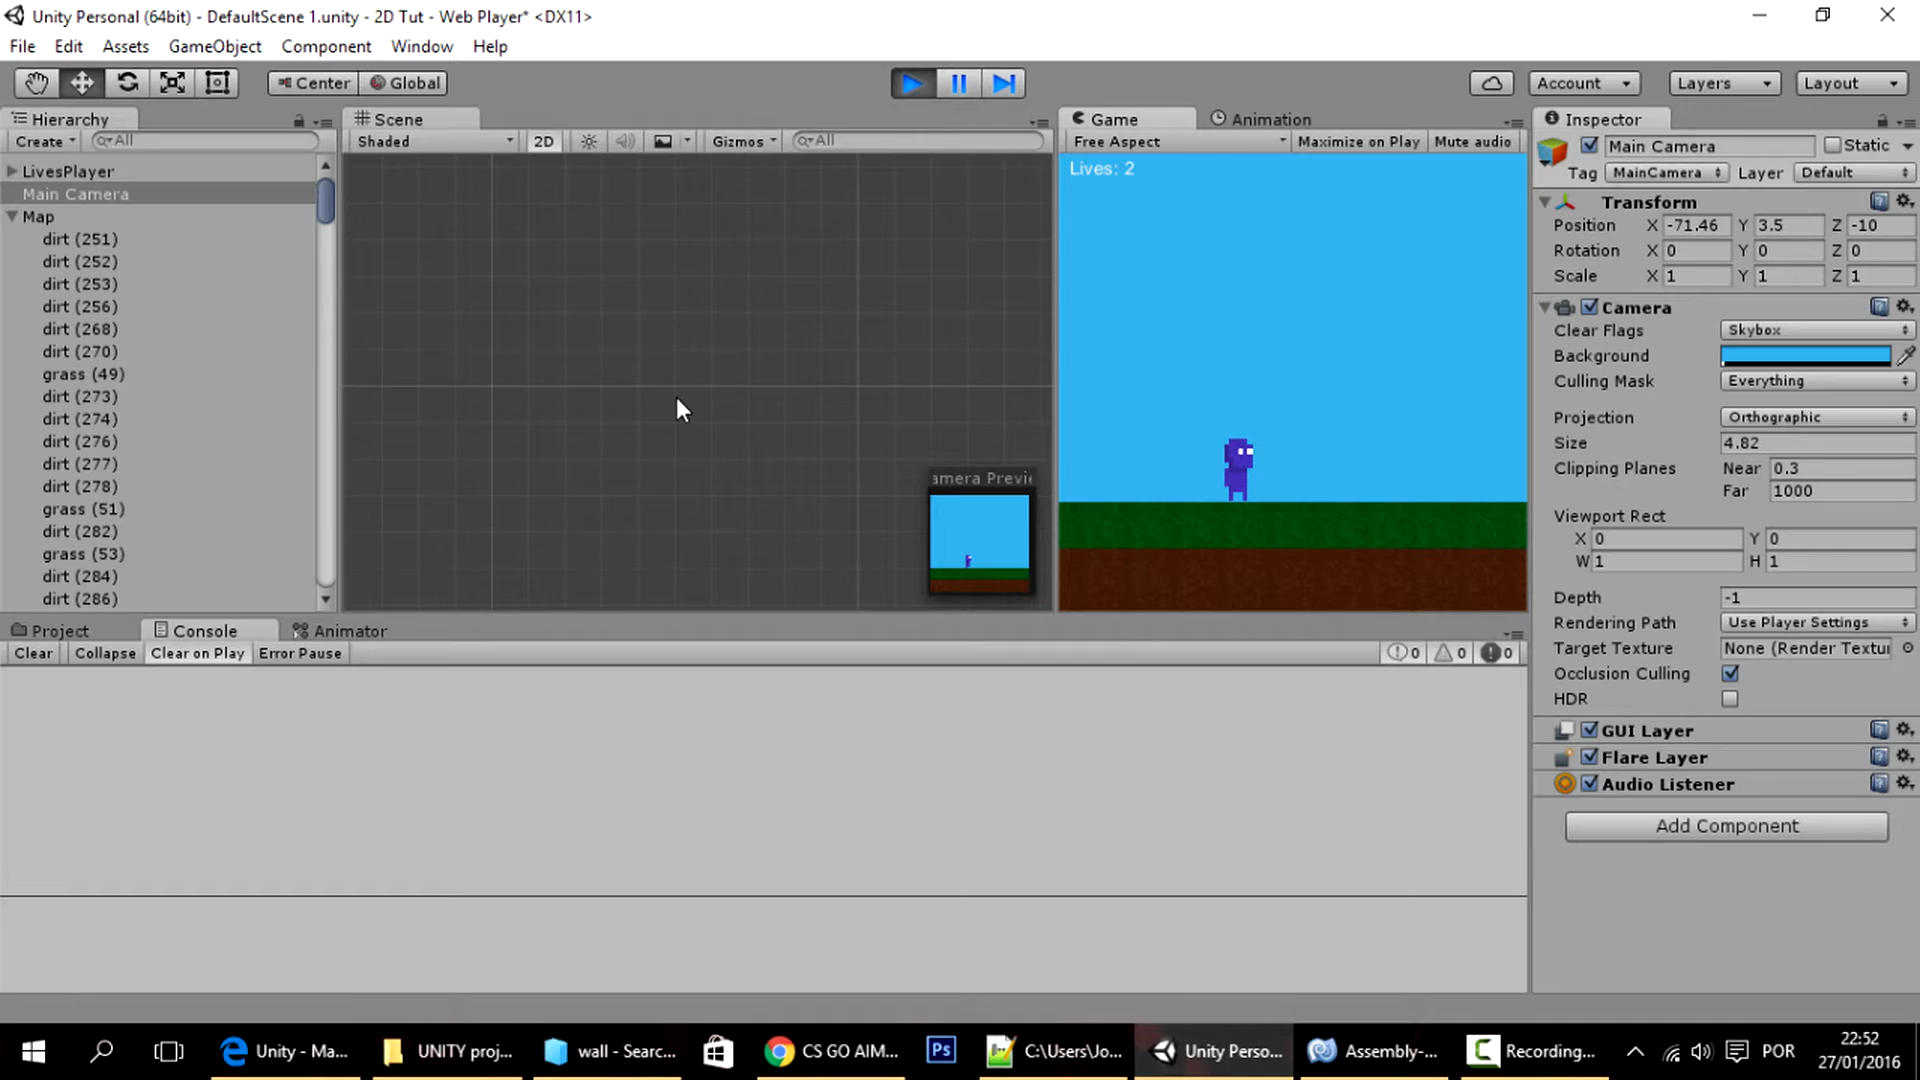 Unity Personal (64bit) - DefaultScene 1.unity - 2D Tut - Web Player* <DX11>
File Edit Assets GameObject Component Window Help
Center Global Account Layers Layout
Hierarchy
Create All
LivesPlayer
Main Camera
Map
dirt (251)
dirt (252)
dirt (253)
dirt (256)
dirt (268)
dirt (270)
grass (49)
dirt (273)
dirt (274)
dirt (276)
dirt (277)
dirt (278)
grass (51)
dirt (282)
grass (53)
dirt (284)
dirt (286)
Scene
Shaded 2D Gizmos All
amera Previe
Game Animation
Free Aspect Maximize on Play Mute audio
Lives: 2
Inspector
Main Camera Static
Tag MainCamera Layer Default
Transform
Position X -71.46 Y 3.5 Z -10
Rotation X 0 Y 0 Z 0
Scale X 1 Y 1 Z 1
Camera
Clear Flags Skybox
Background
Culling Mask Everything
Projection Orthographic
Size 4.82
Clipping Planes Near 0.3
Far 1000
Viewport Rect
X 0 Y 0
W 1 H 1
Depth -1
Rendering Path Use Player Settings
Target Texture None (Render Textu
Occlusion Culling
HDR
GUI Layer
Flare Layer
Audio Listener
Add Component
Project Console Animator
Clear Collapse Clear on Play Error Pause 0 0 0
Unity - Ma... UNITY proj... wall - Searc... CS GO AIM... Ps C:\Users\Jo... Unity Perso... Assembly-... Recording... POR
22:52
27/01/2016